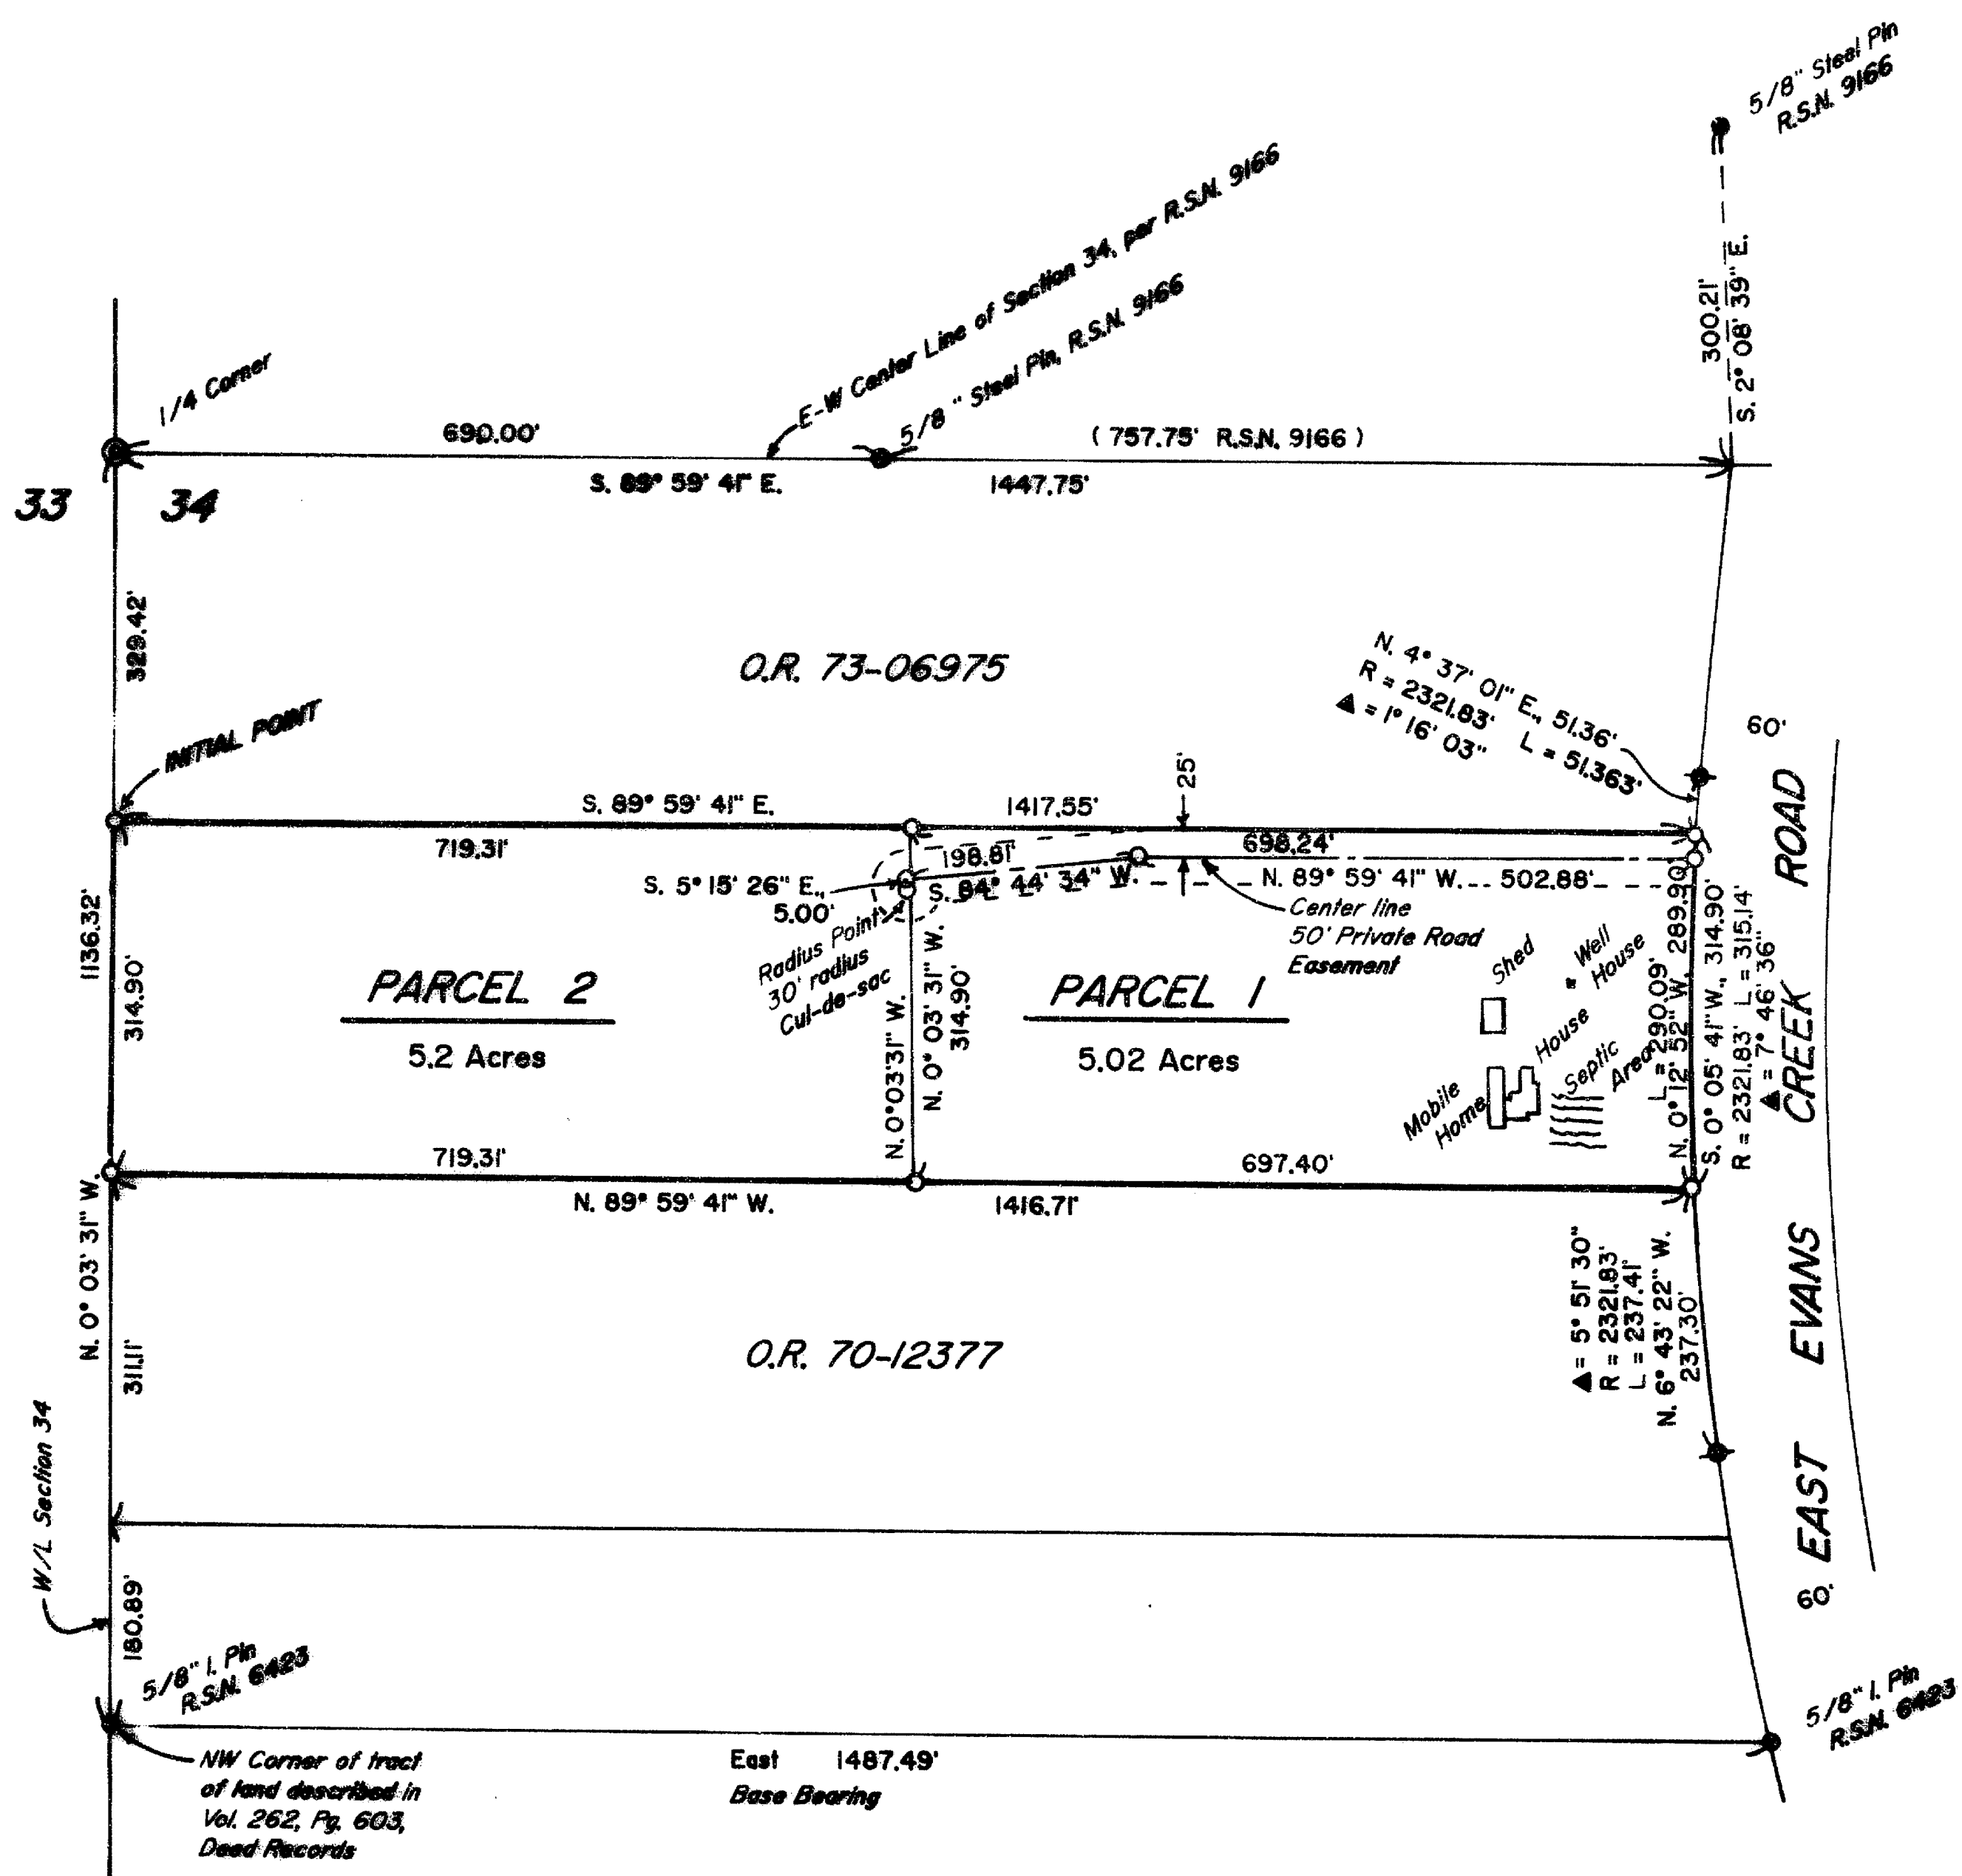 5/8" Steel Pin
R.S.N. 9166
300.21'
S. 2° 08' 39" E.
E-W Center Line of Section 34, per R.S.N. 9166
5/8" Steel Pin, R.S.N. 9166
1/4 Corner
690.00'
( 757.75' R.S.N. 9166 )
S. 89° 59' 41" E.
1447.75'
33
34
329.42'
O.R. 73-06975
INITIAL POINT
N. 4° 37' 01" E., 51.36'
R = 2321.83'
L = 51.363'
▲ = 1° 16' 03"
60'
S. 89° 59' 41" E.
1417.55'
25'
719.31'
698.24'
198.81'
S. 84° 44' 34" W.
N. 89° 59' 41" W.
502.88'
S. 5° 15' 26" E.,
5.00'
Radius Point
30' radius
Cul-de-sac
Center line
50' Private Road
Easement
1136.32'
314.90'
PARCEL 2
5.2 Acres
N. 0° 03' 31" W.
N. 0° 03' 31" W.
314.90'
PARCEL 1
5.02 Acres
Shed
Well
House
House
Septic
Area
Mobile
Home
L = 290.09'
N. 0° 12' 52" W. 289.90'
S. 0° 05' 41" W., 314.90'
R = 2321.83' L = 315.14'
▲ = 7° 46' 36"
EAST EVANS CREEK ROAD
719.31'
697.40'
N. 89° 59' 41" W.
1416.71'
N. 0° 03' 31" W.
311.11'
O.R. 70-12377
▲ = 5° 51' 30"
R = 2321.83'
L = 237.41'
N. 6° 43' 22" W.
237.30'
W/L Section 34
180.89'
60'
5/8" I. Pin
R.S.N. 6423
5/8" I. Pin
R.S.N. 6423
NW Corner of tract
of land described in
Vol. 262, Pg. 603,
Deed Records
East 1487.49'
Base Bearing